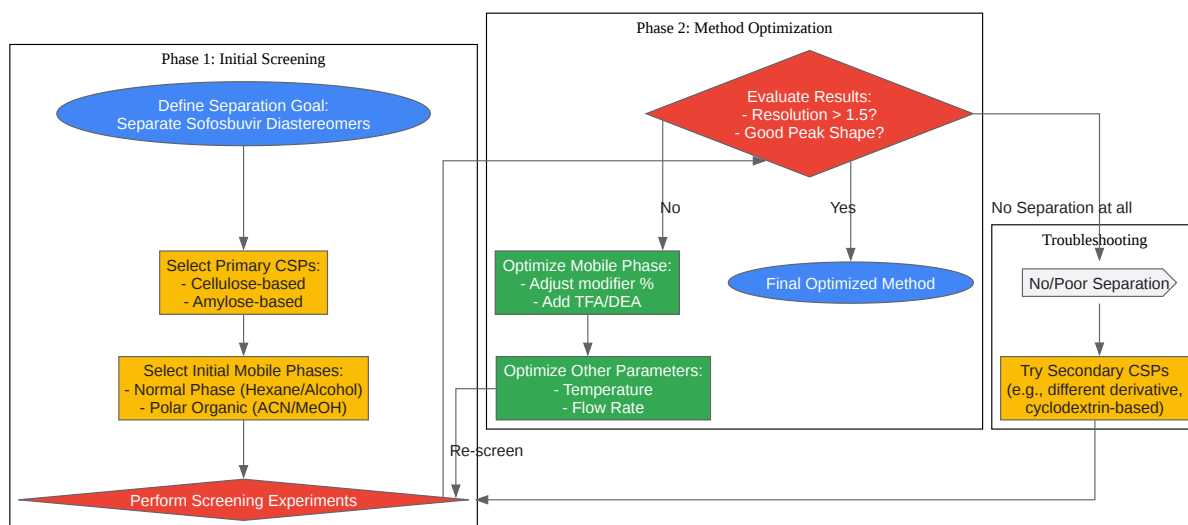 Phase 1: Initial Screening
Define Separation Goal:
Separate Sofosbuvir Diastereomers
Select Primary CSPs:
- Cellulose-based
- Amylose-based
Select Initial Mobile Phases:
- Normal Phase (Hexane/Alcohol)
- Polar Organic (ACN/MeOH)
Perform Screening Experiments
Phase 2: Method Optimization
Evaluate Results:
- Resolution > 1.5?
- Good Peak Shape?
No
Yes
No Separation at all
Optimize Mobile Phase:
- Adjust modifier %
- Add TFA/DEA
Final Optimized Method
Optimize Other Parameters:
- Temperature
- Flow Rate
Re-screen
Troubleshooting
No/Poor Separation
Try Secondary CSPs
(e.g., different derivative,
cyclodextrin-based)